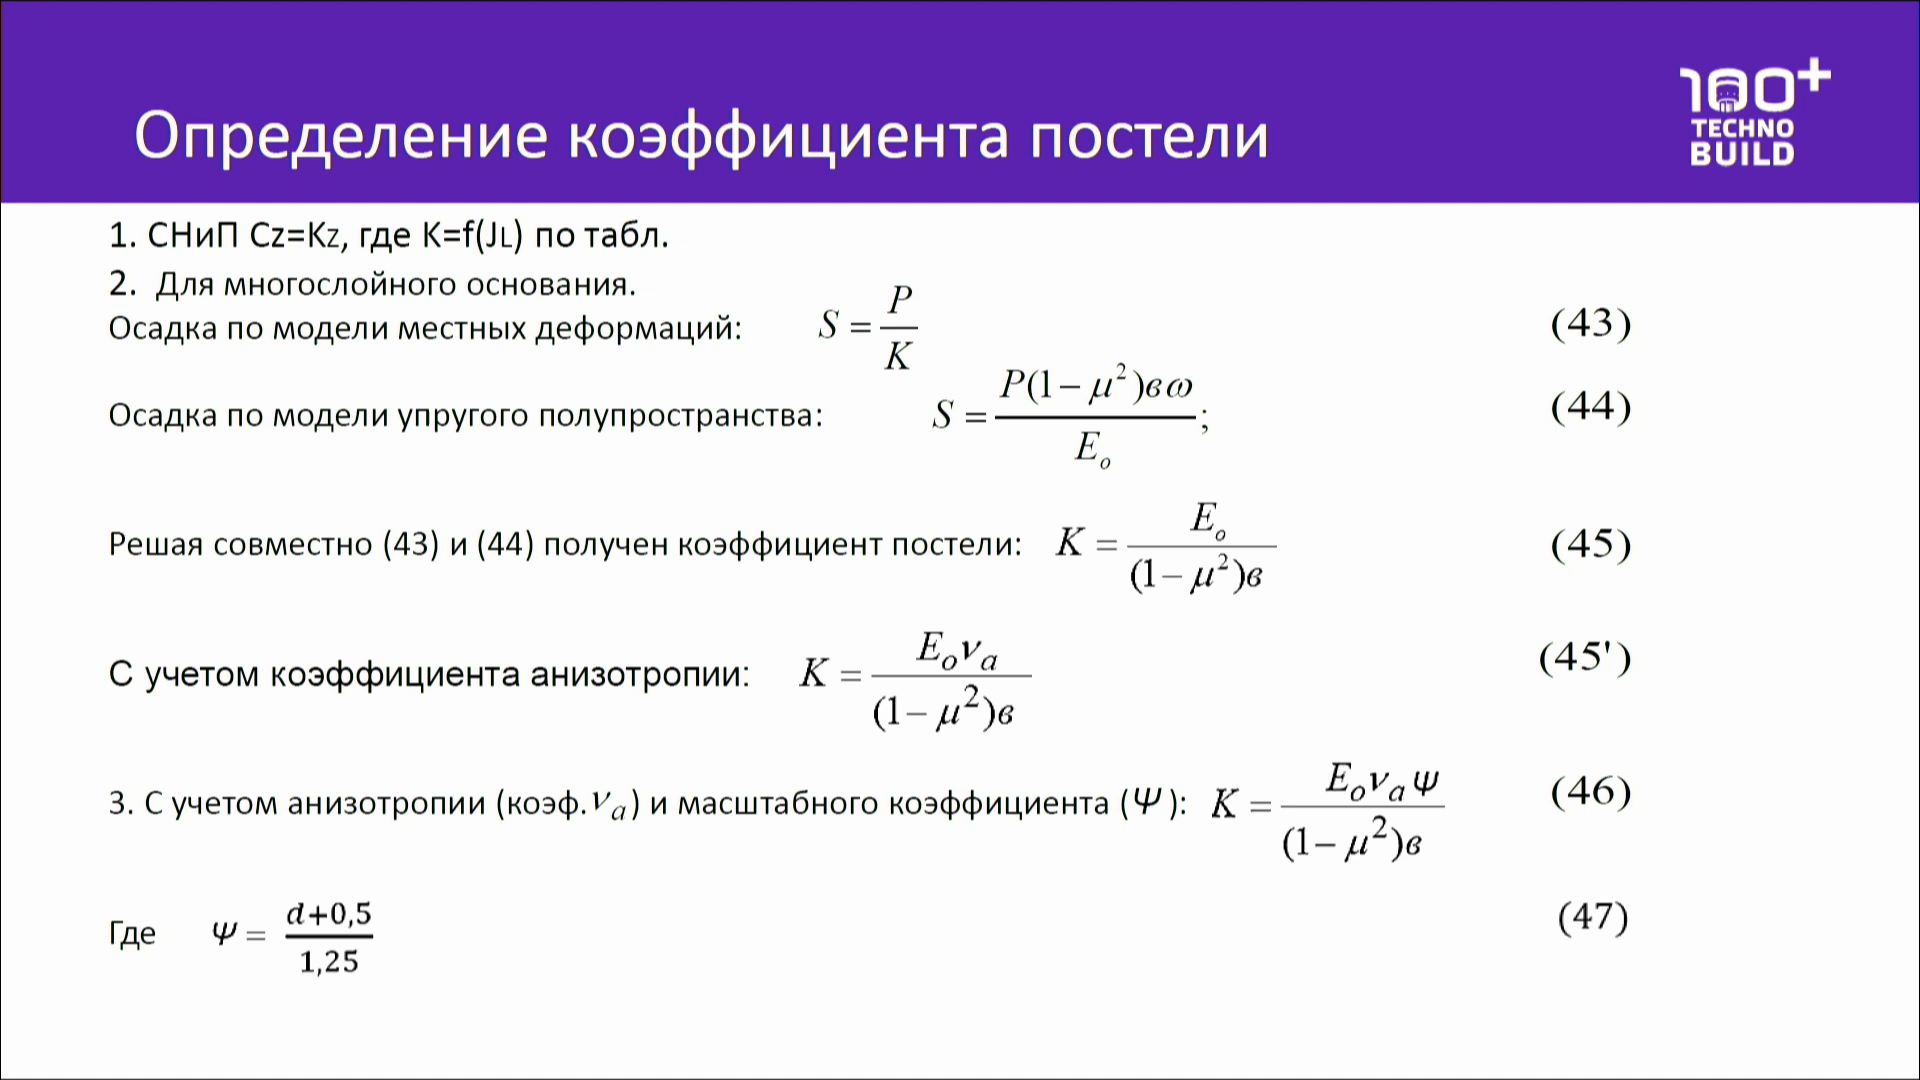 Определение коэффициента постели
100+
TECHNO
BUILD
1. СНиП Cz=Kz, где K=f(JL) по табл.
2. Для многослойного основания.
Осадка по модели местных деформаций: S = P/K (43)
Осадка по модели упругого полупространства: S = P(1−μ²)вω/Eₒ; (44)
Решая совместно (43) и (44) получен коэффициент постели: K = Eₒ/(1−μ²)в (45)
С учетом коэффициента анизотропии: K = Eₒνₐ/(1−μ²)в (45')
3. С учетом анизотропии (коэф.νₐ) и масштабного коэффициента (Ψ): K = EₒνₐΨ/(1−μ²)в (46)
Где Ψ = d+0,5/1,25 (47)